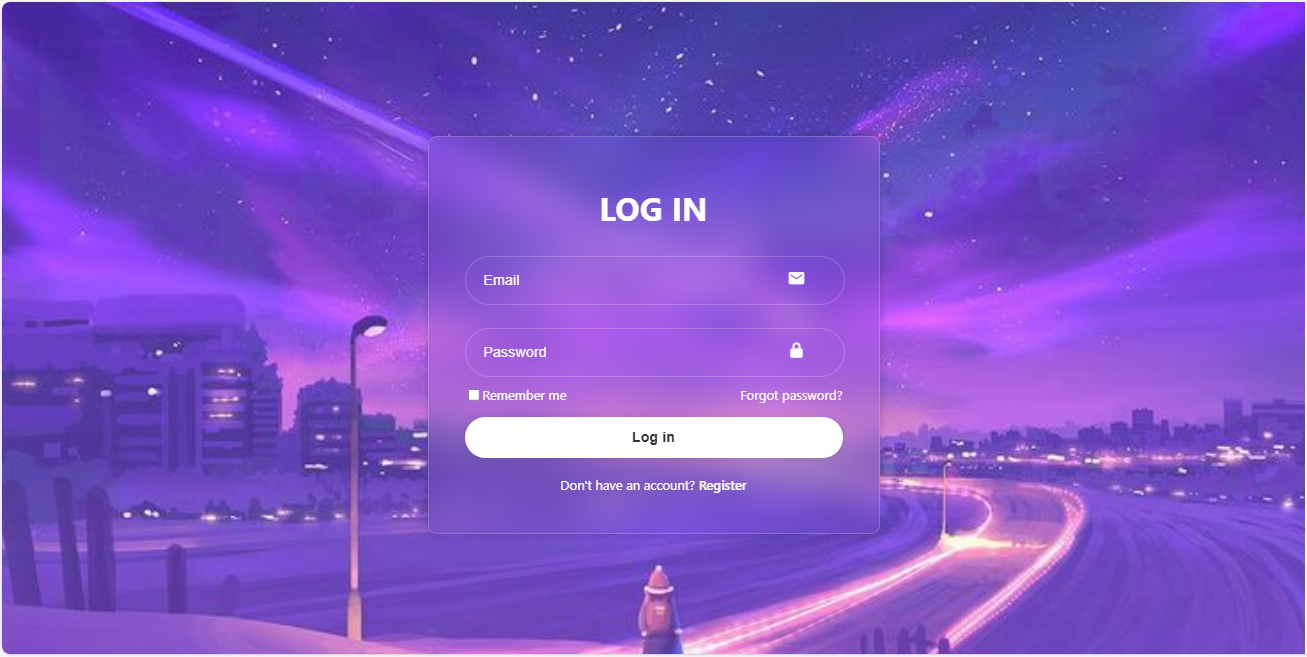 LOG IN
Email
Password
Remember me Forgot password?
Log in
Don't have an account? Register